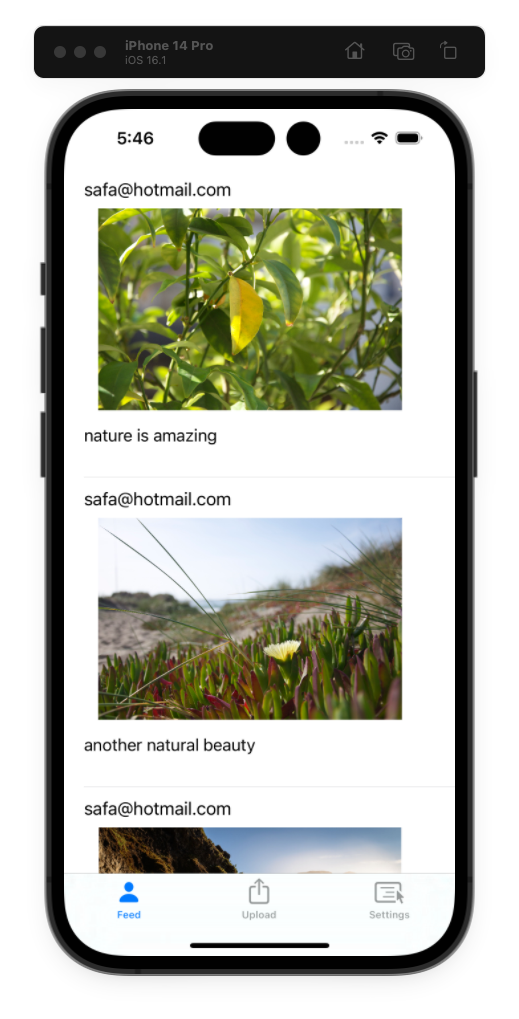 iPhone 14 Pro
iOS 16.1
5:46
safa@hotmail.com
nature is amazing
safa@hotmail.com
another natural beauty
safa@hotmail.com
Feed
Upload
Settings